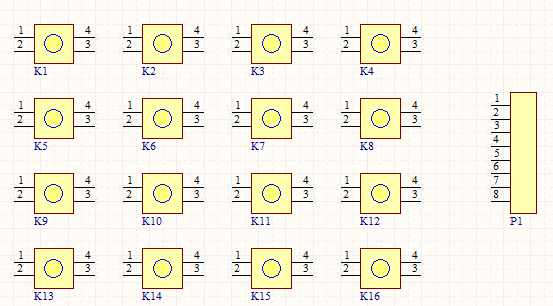 1 4 1 4 1 4 1 4
2 3 2 3 2 3 2 3
K1 K2 K3 K4
1
1 4 1 4 1 4 1 4
2
2 3 2 3 2 3 2 3
3
4
K5 K6 K7 K8
5
6
1 4 1 4 1 4 1 4
7
2 3 2 3 2 3 2 3
8
K9 K10 K11 K12 P1
1 4 1 4 1 4 1 4
2 3 2 3 2 3 2 3
K13 K14 K15 K16